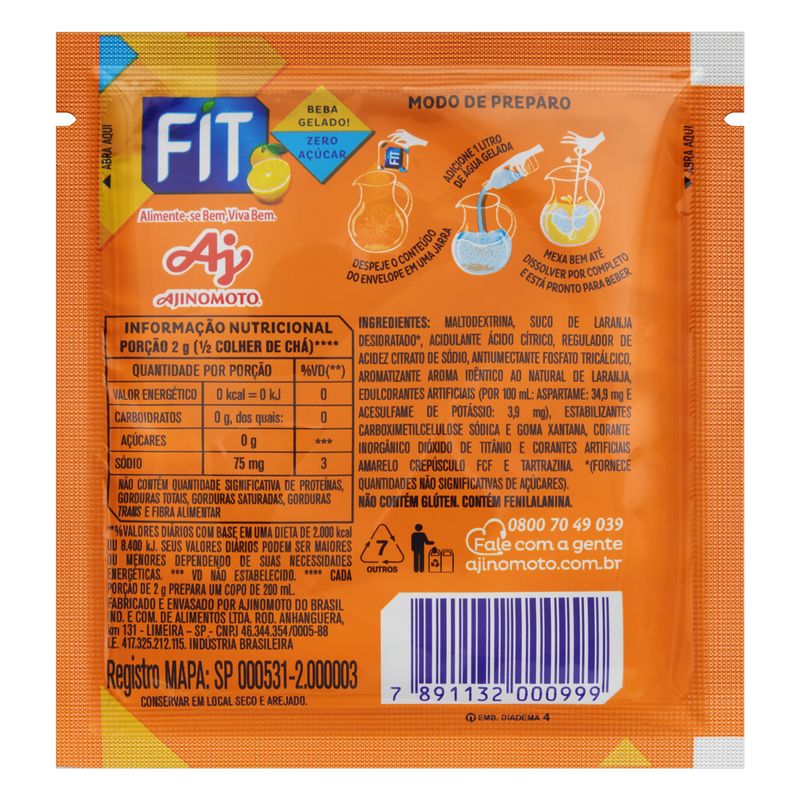 ABRA AQUI
FIT
BEBA
GELADO!
ZERO
AÇÚCAR
Alimente-se Bem, Viva Bem.
Aj
AJINOMOTO
MODO DE PREPARO
FIT
DESPEJE O CONTEÚDO
DO ENVELOPE EM UMA JARRA
ADICIONE 1 LITRO
DE ÁGUA GELADA
MEXA BEM ATÉ
DISSOLVER POR COMPLETO
E ESTÁ PRONTO PARA BEBER
ABRA AQUI
INFORMAÇÃO NUTRICIONAL
PORÇÃO 2 g (½ COLHER DE CHÁ)****
QUANTIDADE POR PORÇÃO %VD(**)
VALOR ENERGÉTICO 0 kcal = 0 kJ 0
CARBOIDRATOS 0 g, dos quais: 0
AÇÚCARES 0 g ***
SÓDIO 75 mg 3
NÃO CONTÉM QUANTIDADE SIGNIFICATIVA DE PROTEÍNAS,
GORDURAS TOTAIS, GORDURAS SATURADAS, GORDURAS
TRANS E FIBRA ALIMENTAR
**%VALORES DIÁRIOS COM BASE EM UMA DIETA DE 2.000 kcal
OU 8.400 kJ. SEUS VALORES DIÁRIOS PODEM SER MAIORES
OU MENORES DEPENDENDO DE SUAS NECESSIDADES
ENERGÉTICAS. *** VD NÃO ESTABELECIDO. **** CADA
PORÇÃO DE 2g PREPARA UM COPO DE 200 mL.
FABRICADO E ENVASADO POR AJINOMOTO DO BRASIL
IND. E COM. DE ALIMENTOS LTDA. ROD. ANHANGUERA,
km 131 - LIMEIRA – SP - CNPJ 46.344.354/0005-88
I.E. 417.325.212.115. INDÚSTRIA BRASILEIRA
Registro MAPA: SP 000531-2.000003
CONSERVAR EM LOCAL SECO E AREJADO.
INGREDIENTES: MALTODEXTRINA, SUCO DE LARANJA
DESIDRATADO*, ACIDULANTE ÁCIDO CÍTRICO, REGULADOR DE
ACIDEZ CITRATO DE SÓDIO, ANTIUMECTANTE FOSFATO TRICÁLCICO,
AROMATIZANTE AROMA IDÊNTICO AO NATURAL DE LARANJA,
EDULCORANTES ARTIFICIAIS (POR 100 mL: ASPARTAME: 34,9 mg E
ACESULFAME DE POTÁSSIO: 3,9 mg), ESTABILIZANTES
CARBOXIMETILCELULOSE SÓDICA E GOMA XANTANA, CORANTE
INORGÂNICO DIÓXIDO DE TITÂNIO E CORANTES ARTIFICIAIS
AMARELO CREPÚSCULO FCF E TARTRAZINA. *(FORNECE
QUANTIDADES NÃO SIGNIFICATIVAS DE AÇÚCARES).
NÃO CONTÉM GLÚTEN. CONTÉM FENILALANINA.
7
OUTROS
0800 70 49 039
Fale com a gente
ajinomoto.com.br
7 891132 000999
EMB. DIADEMA 4